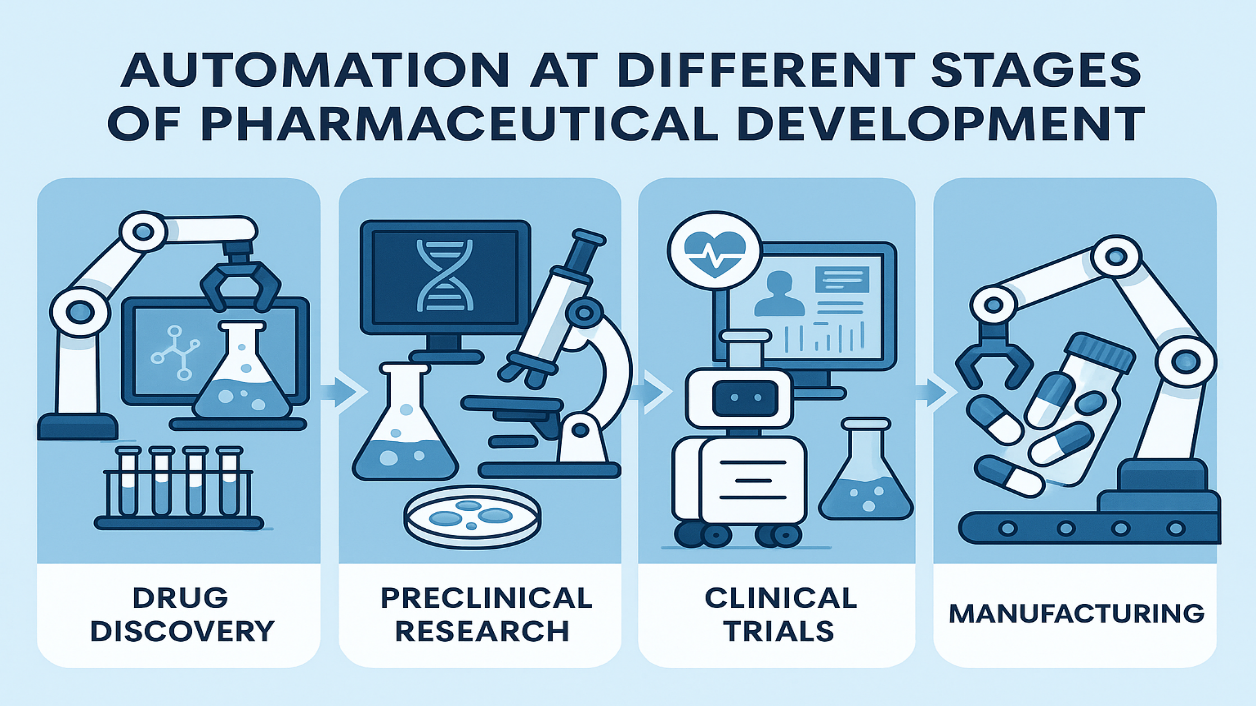 AUTOMATION AT DIFFERENT STAGES
OF PHARMACEUTICAL DEVELOPMENT
DRUG
DISCOVERY
PRECLINICAL
RESEARCH
CLINICAL
TRIALS
MANUFACTURING